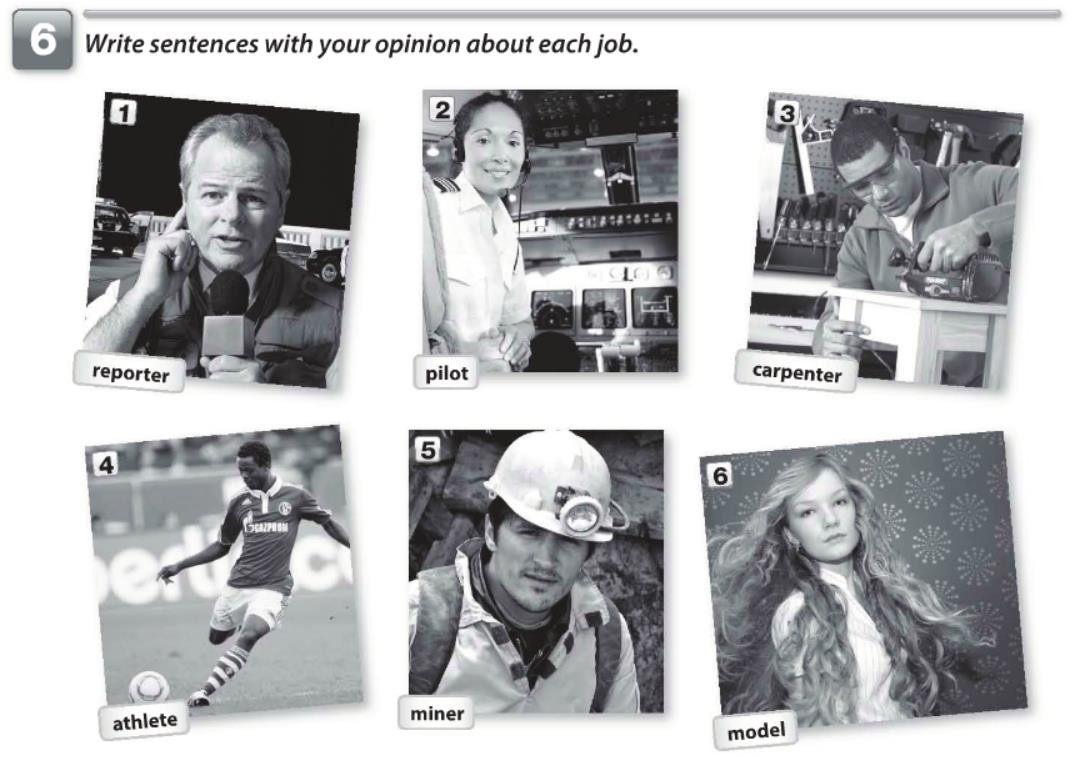 6
Write sentences with your opinion about each job.
1
reporter
2
pilot
3
carpenter
4
GAZPROM
athlete
5
miner
6
model